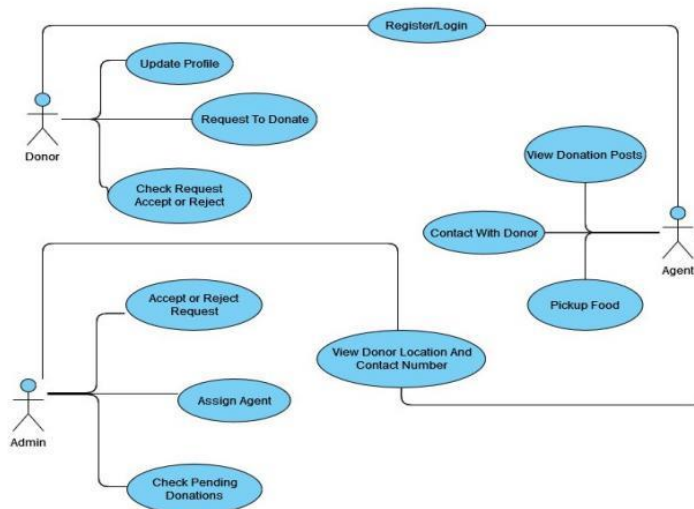 Register/Login
Update Profile
Request To Donate
Donor
View Donation Posts
Check Request
Accept or Reject
Contact With Donor
Agent
Accept or Reject
Request
Pickup Food
View Donor Location And
Contact Number
Assign Agent
Admin
Check Pending
Donations